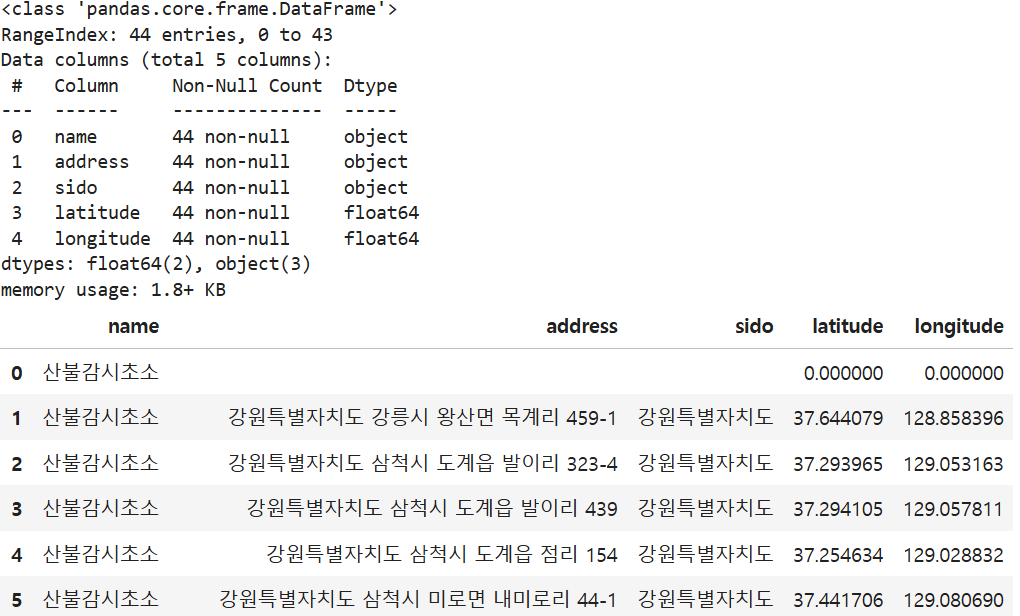 <class 'pandas.core.frame.DataFrame'>
RangeIndex: 44 entries, 0 to 43
Data columns (total 5 columns):
 #   Column     Non-Null Count  Dtype
---  ------     --------------  -----
 0   name       44 non-null     object
 1   address    44 non-null     object
 2   sido       44 non-null     object
 3   latitude   44 non-null     float64
 4   longitude  44 non-null     float64
dtypes: float64(2), object(3)
memory usage: 1.8+ KB
name address sido latitude longitude
0 산불감시초소 0.000000 0.000000
1 산불감시초소 강원특별자치도 강릉시 왕산면 목계리 459-1 강원특별자치도 37.644079 128.858396
2 산불감시초소 강원특별자치도 삼척시 도계읍 발이리 323-4 강원특별자치도 37.293965 129.053163
3 산불감시초소 강원특별자치도 삼척시 도계읍 발이리 439 강원특별자치도 37.294105 129.057811
4 산불감시초소 강원특별자치도 삼척시 도계읍 점리 154 강원특별자치도 37.254634 129.028832
5 산불감시초소 강원특별자치도 삼척시 미로면 내미로리 44-1 강원특별자치도 37.441706 129.080690